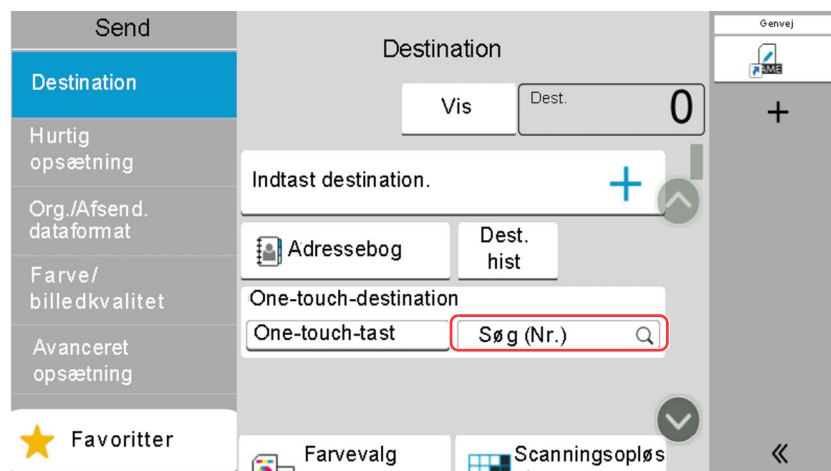 Send
Destination
Hurtig
opsætning
Org./Afsend.
dataformat
Farve/
billedkvalitet
Avanceret
opsætning
Favoritter
Destination
Vis
Dest.
0
Indtast destination.
Adressebog
Dest.
hist
One-touch-destination
One-touch-tast
Søg (Nr.)
Farvevalg
Scanningsopløs
Genvej